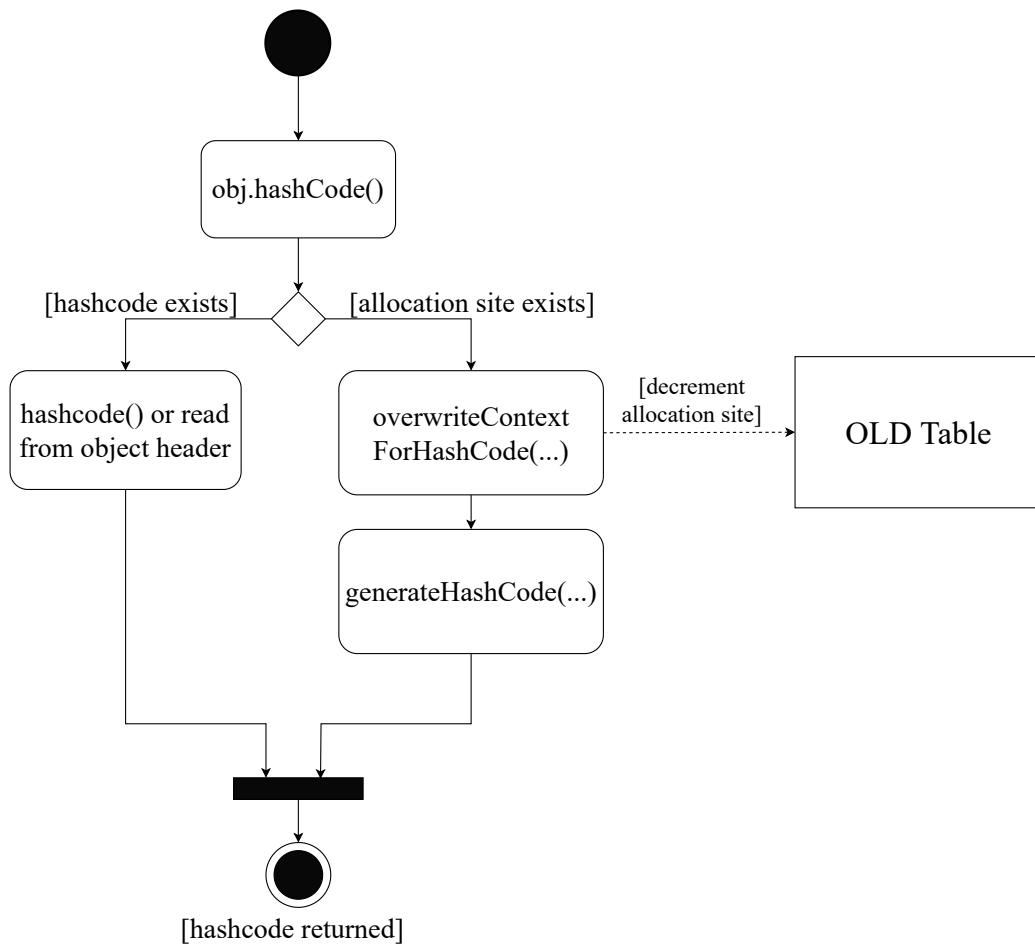 obj.hashCode()
[hashcode exists]
[allocation site exists]
hashcode() or read
from object header
overwriteContext
ForHashCode(...)
[decrement
allocation site]
OLD Table
generateHashCode(...)
[hashcode returned]